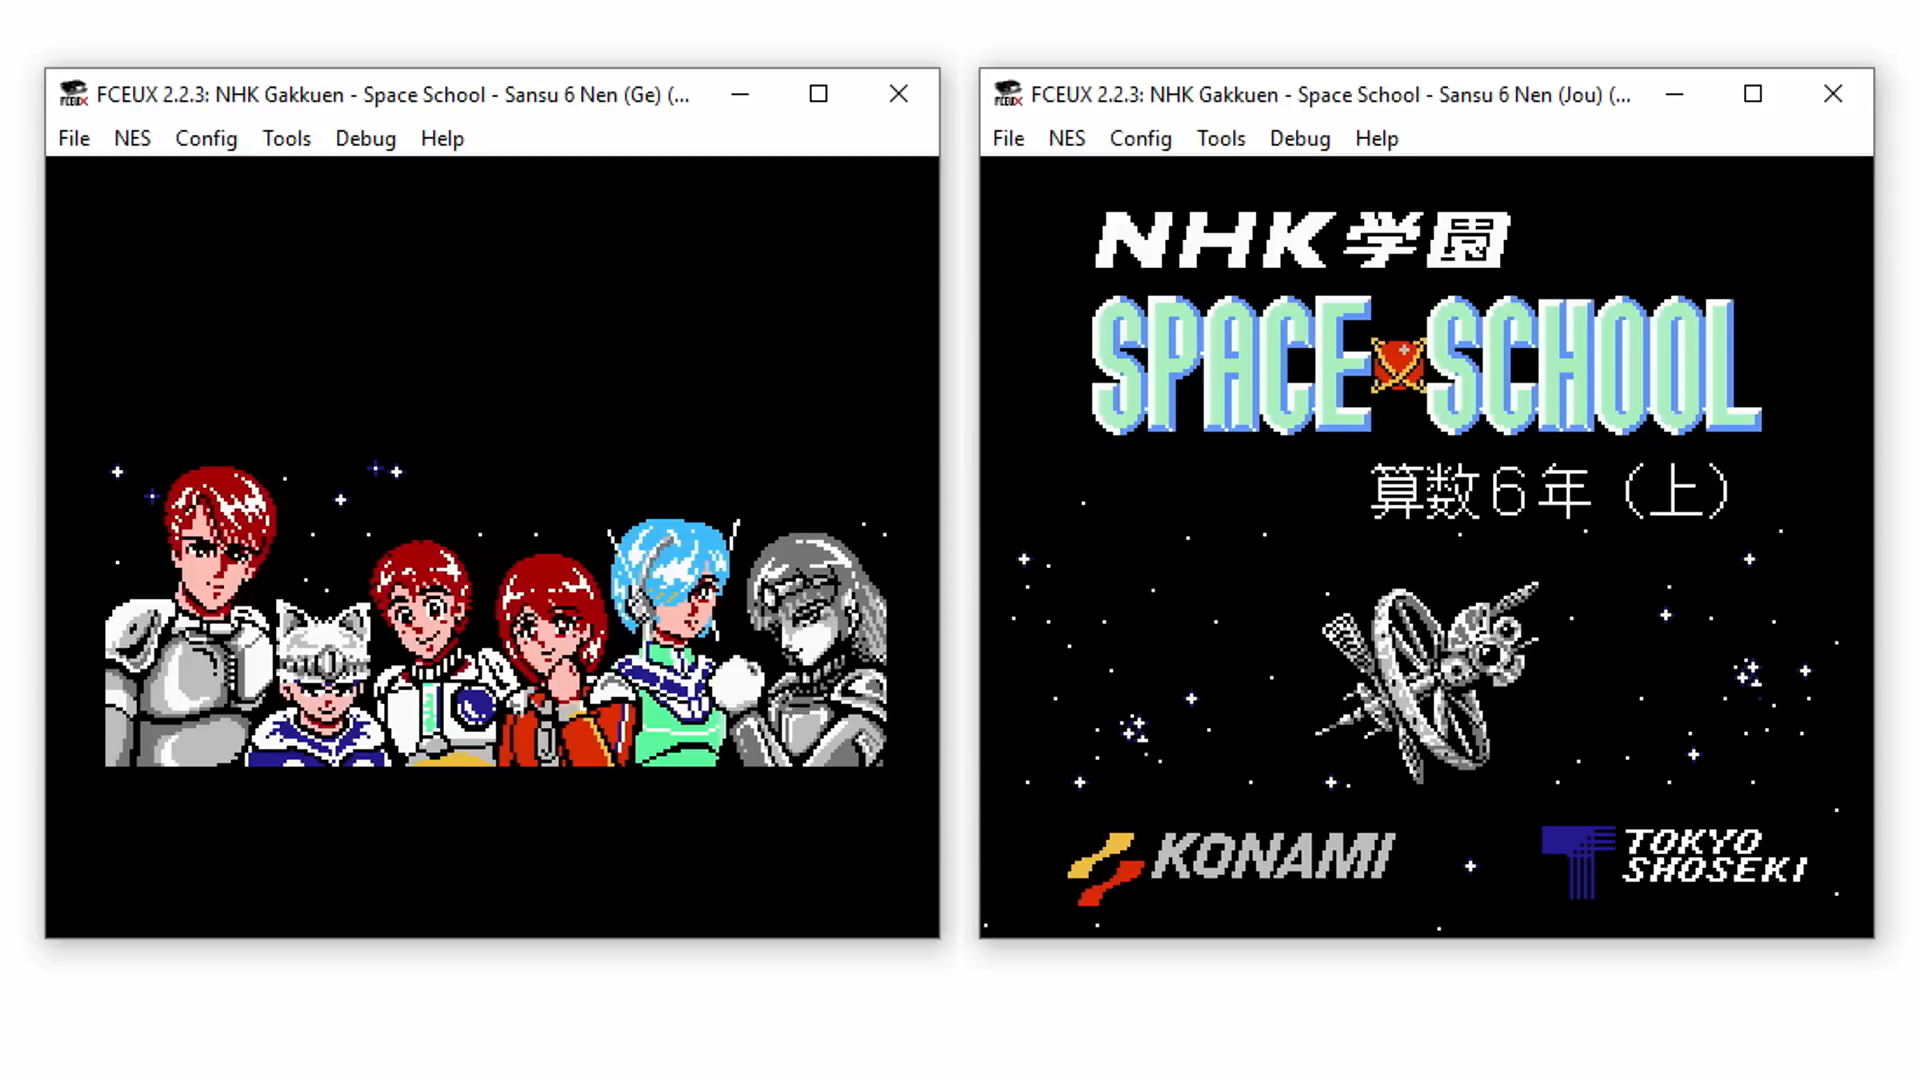 FCEUX 2.2.3: NHK Gakkuen - Space School - Sansu 6 Nen (Ge) (...
File NES Config Tools Debug Help
FCEUX 2.2.3: NHK Gakkuen - Space School - Sansu 6 Nen (Jou) (...
File NES Config Tools Debug Help
NHK学園
SPACE SCHOOL
算数6年（上）
KONAMI
TOKYO
SHOSEKI